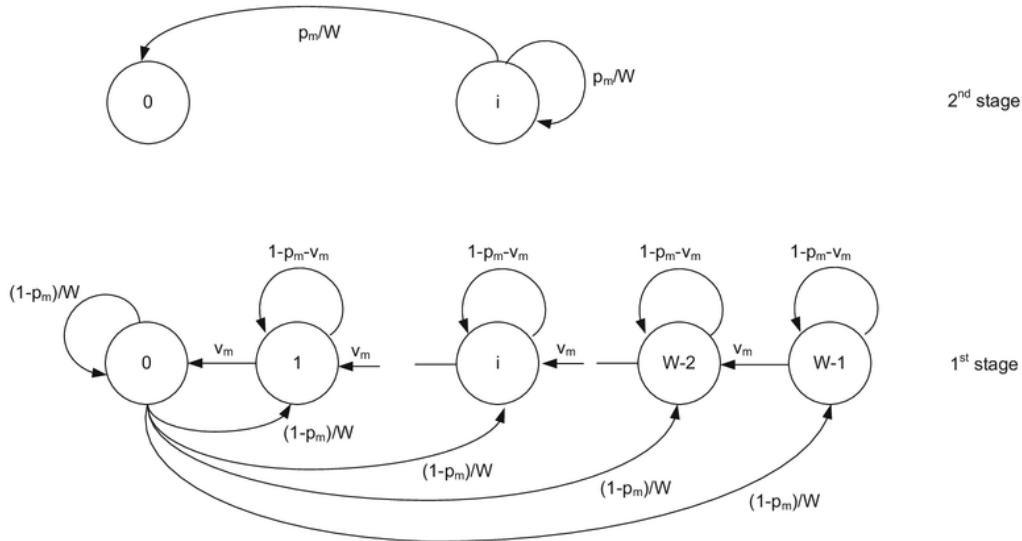 p_m/W
0
i
p_m/W
2^nd stage
1-p_m-v_m
1-p_m-v_m
1-p_m-v_m
1-p_m-v_m
(1-p_m)/W
0
v_m
1
v_m
i
v_m
W-2
v_m
W-1
1^st stage
(1-p_m)/W
(1-p_m)/W
(1-p_m)/W
(1-p_m)/W